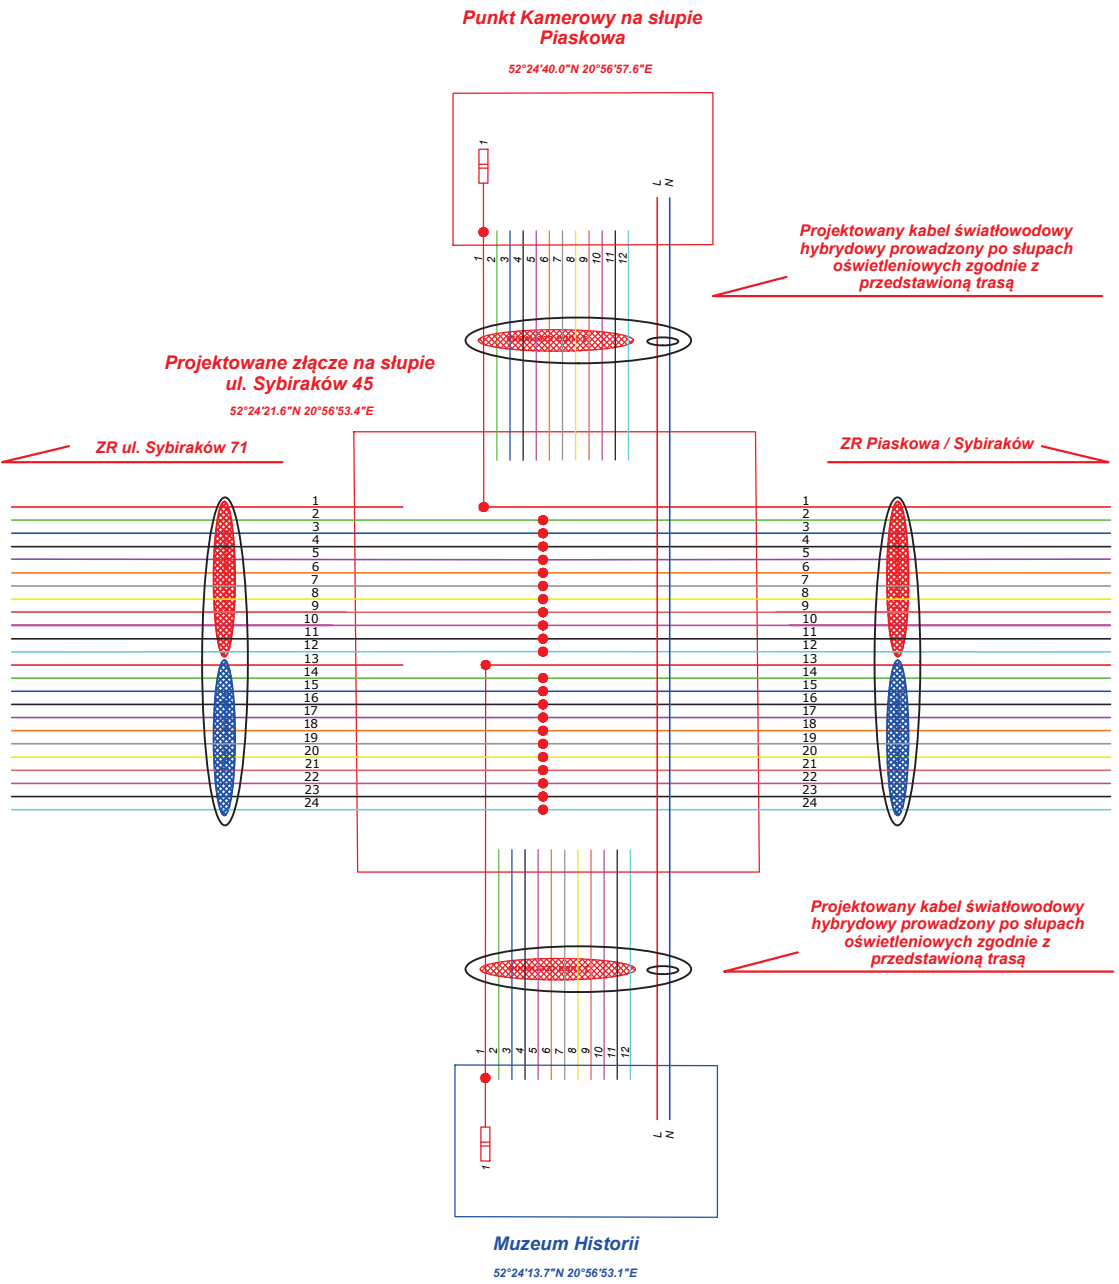 Punkt Kamerowy na słupie
Piaskowa
52°24'40.0"N 20°56'57.6"E
1
L
N
1
2
3
4
5
6
7
8
9
10
11
12
Projektowany kabel światłowodowy
hybrydowy prowadzony po słupach
oświetleniowych zgodnie z
przedstawioną trasą
Projektowane złącze na słupie
ul. Sybiraków 45
52°24'21.6"N 20°56'53.4"E
ZR ul. Sybiraków 71
ZR Piaskowa / Sybiraków
1 1
2 2
3 3
4 4
5 5
6 6
7 7
8 8
9 9
10 10
11 11
12 12
13 13
14 14
15 15
16 16
17 17
18 18
19 19
20 20
21 21
22 22
23 23
24 24
Projektowany kabel światłowodowy
hybrydowy prowadzony po słupach
oświetleniowych zgodnie z
przedstawioną trasą
1
2
3
4
5
6
7
8
9
10
11
12
L
N
1
Muzeum Historii
52°24'13.7"N 20°56'53.1"E